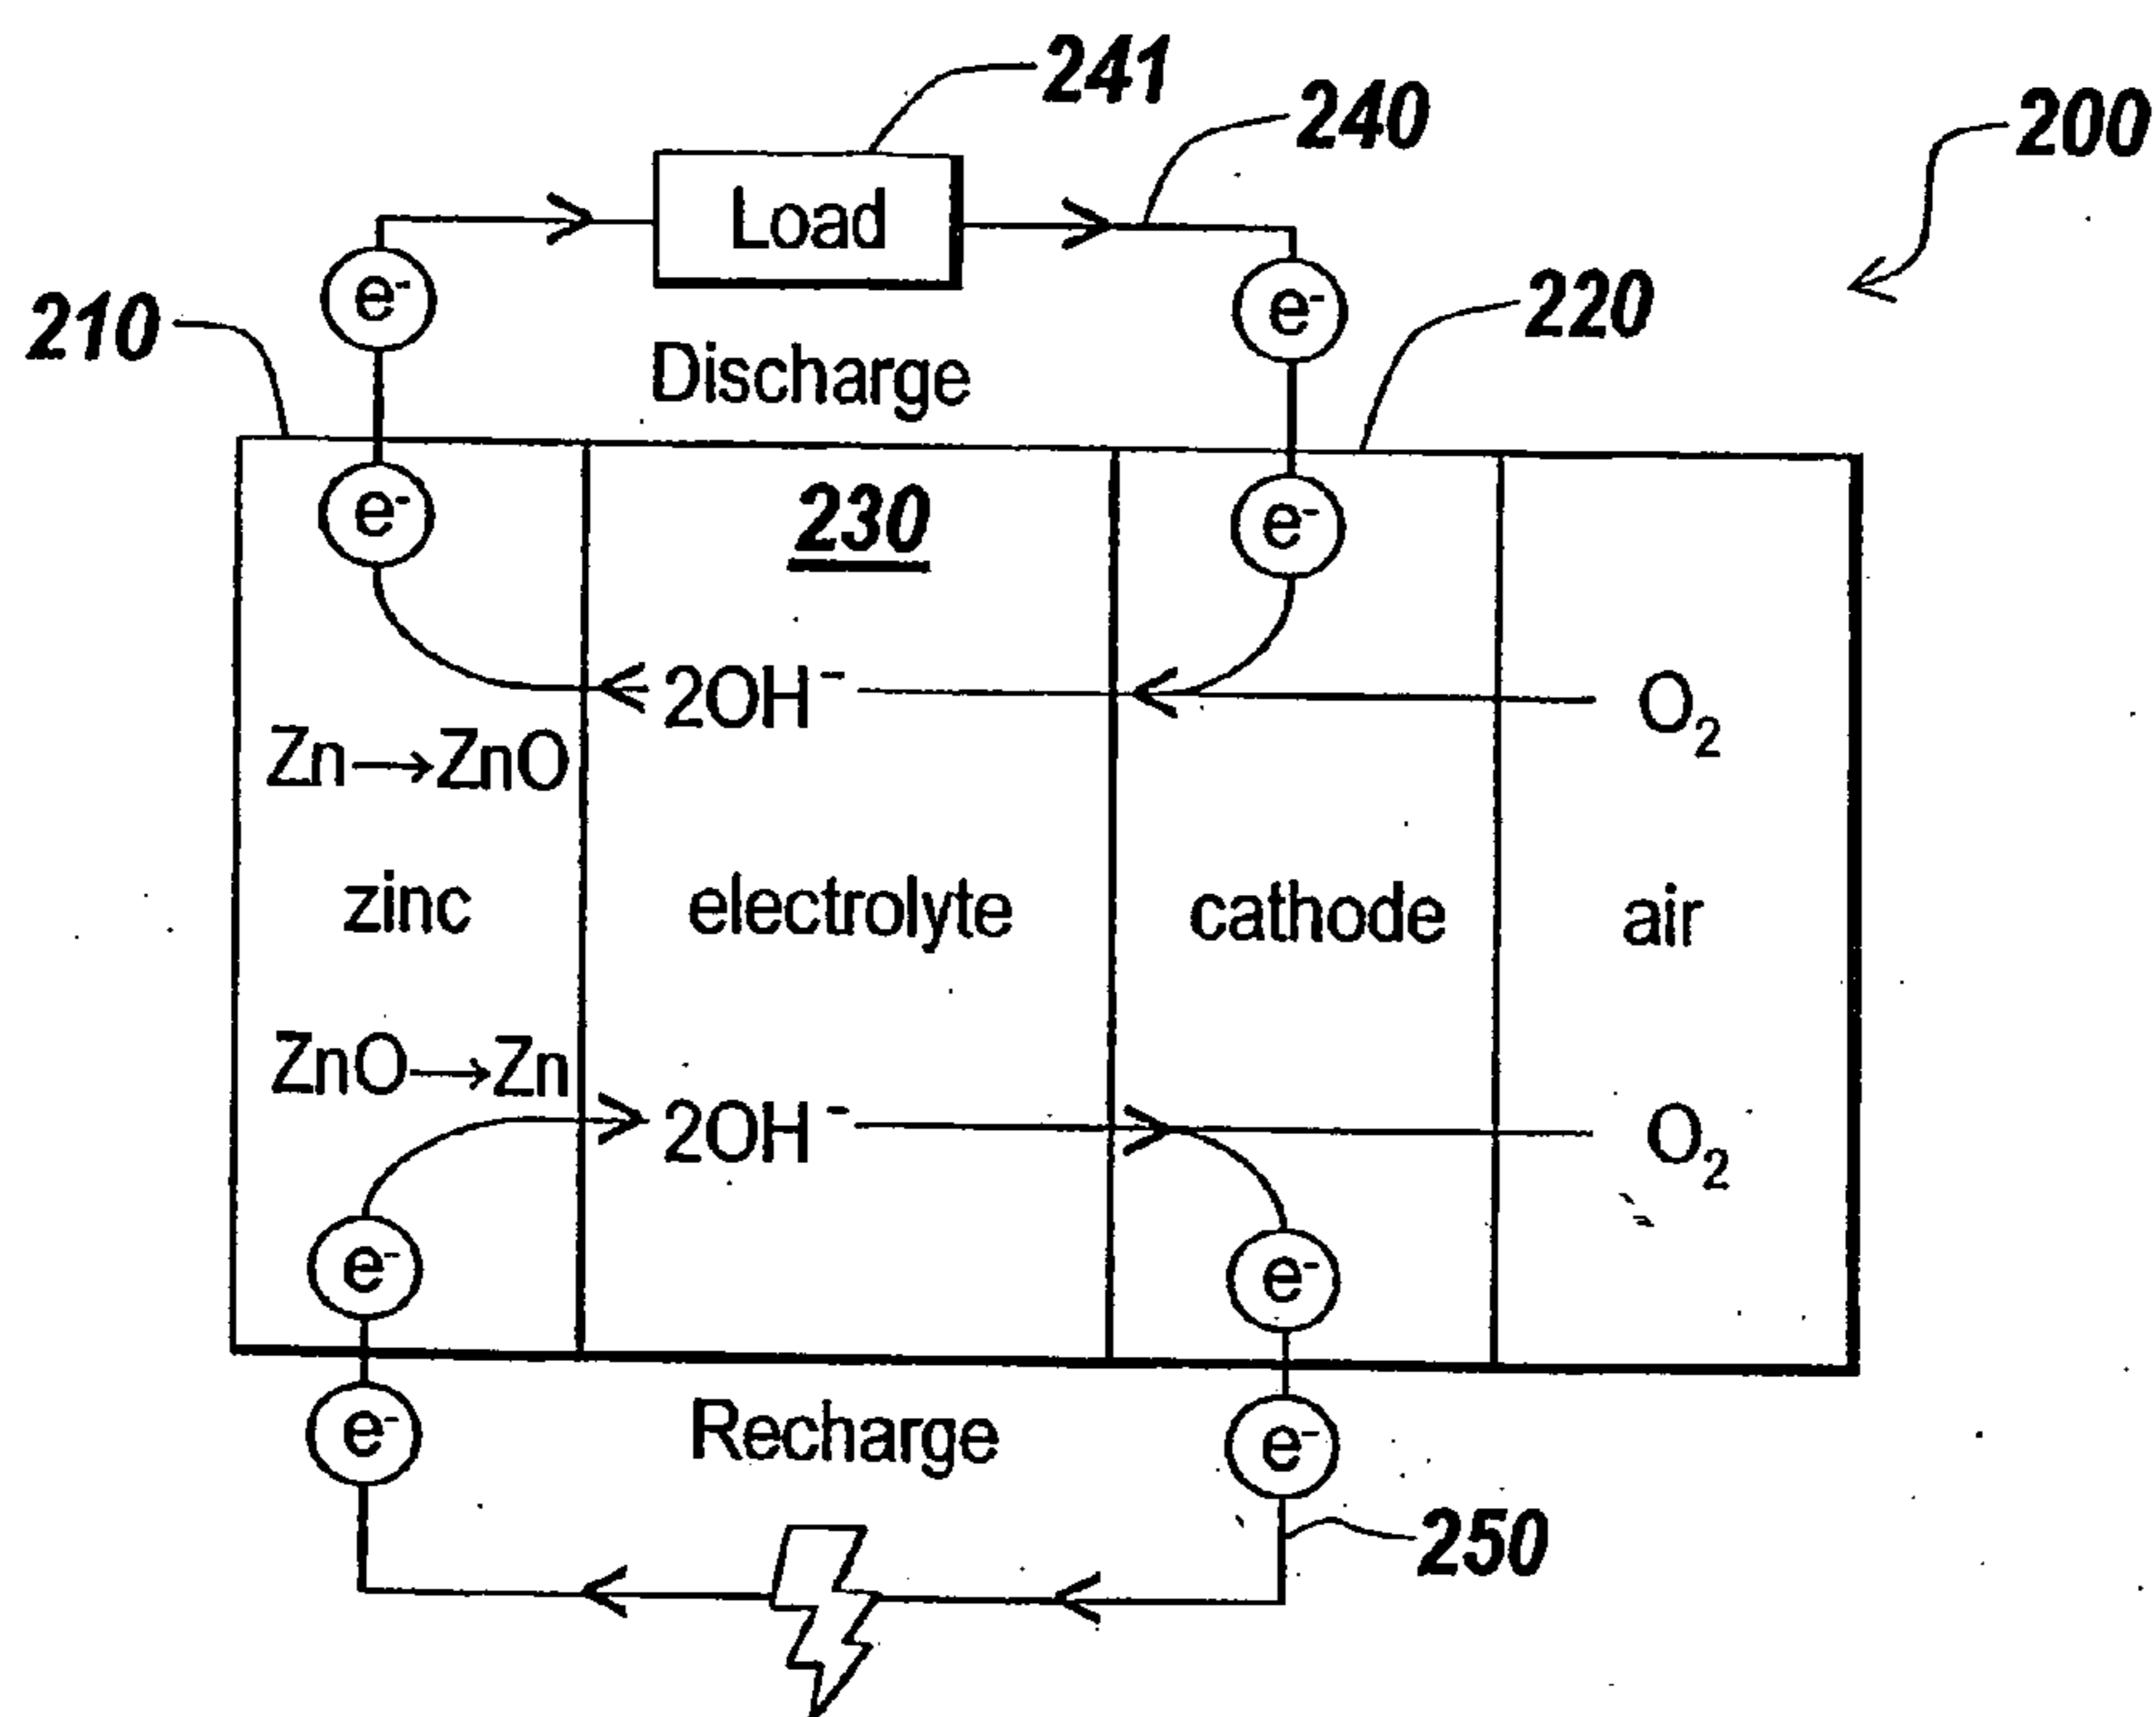 241
240
200
Load
e⁻
e⁻
210
220
Discharge
e⁻
230
e⁻
2OH⁻
O₂
Zn→ZnO
zinc
electrolyte
cathode
air
ZnO→Zn
2OH⁻
O₂
e⁻
e⁻
Recharge
e⁻
e⁻
250